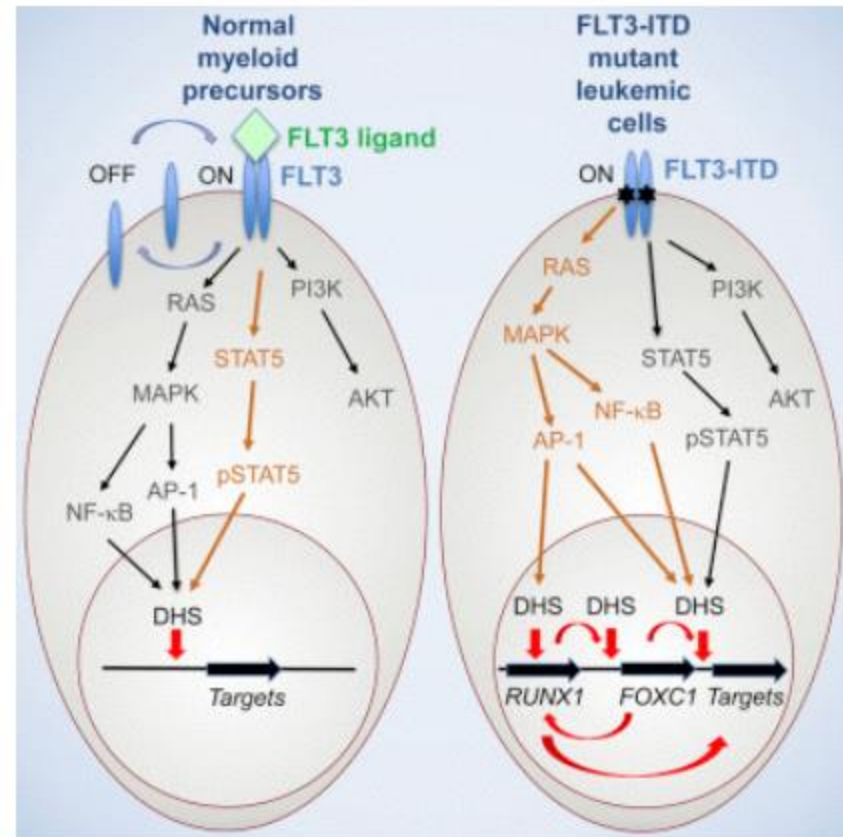 Normal
myeloid
precursors
FLT3 ligand
OFF
ON
FLT3
RAS
PI3K
STAT5
MAPK
AKT
pSTAT5
AP-1
NF-κB
DHS
Targets
FLT3-ITD
mutant
leukemic
cells
ON
FLT3-ITD
RAS
PI3K
MAPK
STAT5
NF-κB
AKT
AP-1
pSTAT5
DHS DHS DHS
RUNX1 FOXC1 Targets